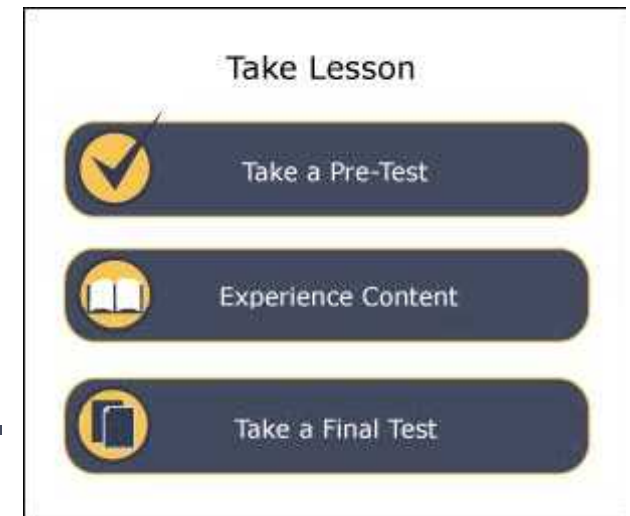 Take Lesson
Take a Pre-Test
Experience Content
Take a Final Test